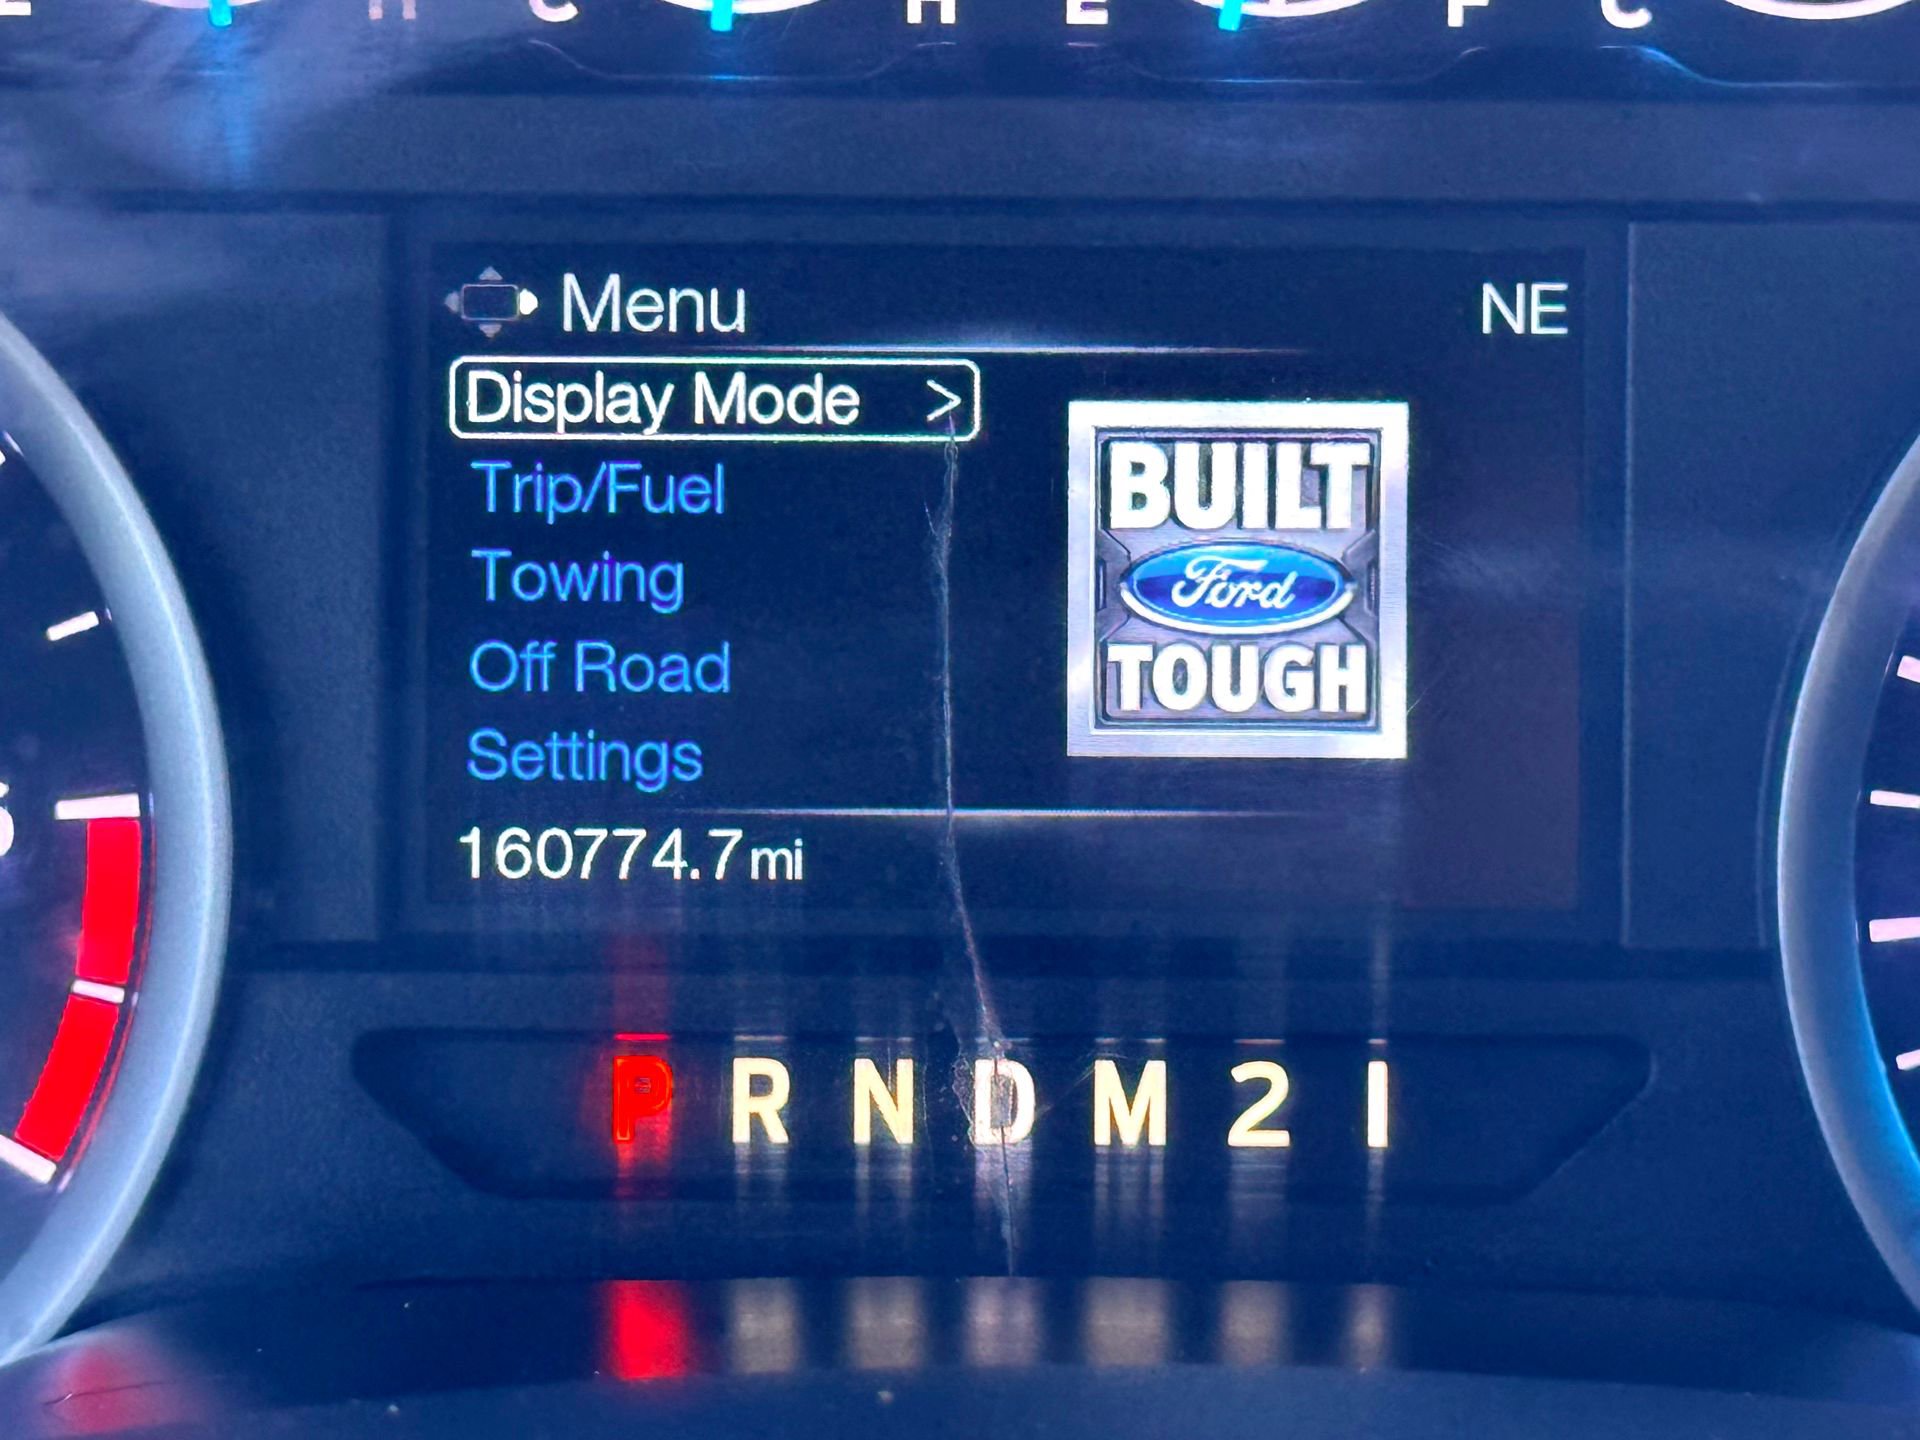 C H E F C
Menu NE
Display Mode >
Trip/Fuel
Towing
Off Road
Settings
BUILT
Ford
TOUGH
160774.7 mi
P R N D M 2 1